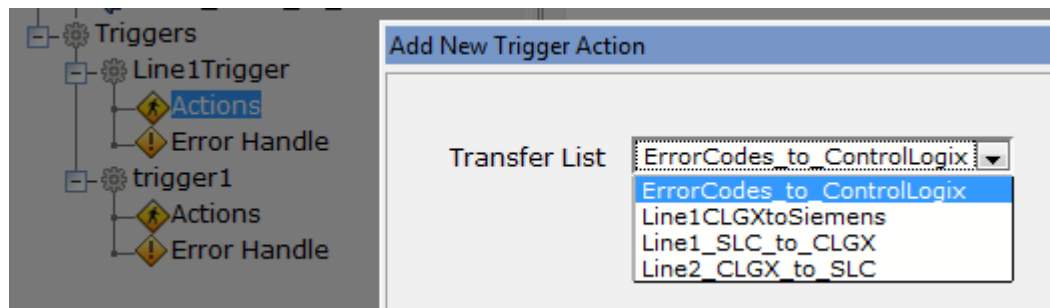 Triggers
Line1Trigger
Actions
Error Handle
trigger1
Actions
Error Handle
Add New Trigger Action
Transfer List
ErrorCodes_to_ControlLogix
ErrorCodes_to_ControlLogix
Line1CLGXtoSiemens
Line1_SLC_to_CLGX
Line2_CLGX_to_SLC